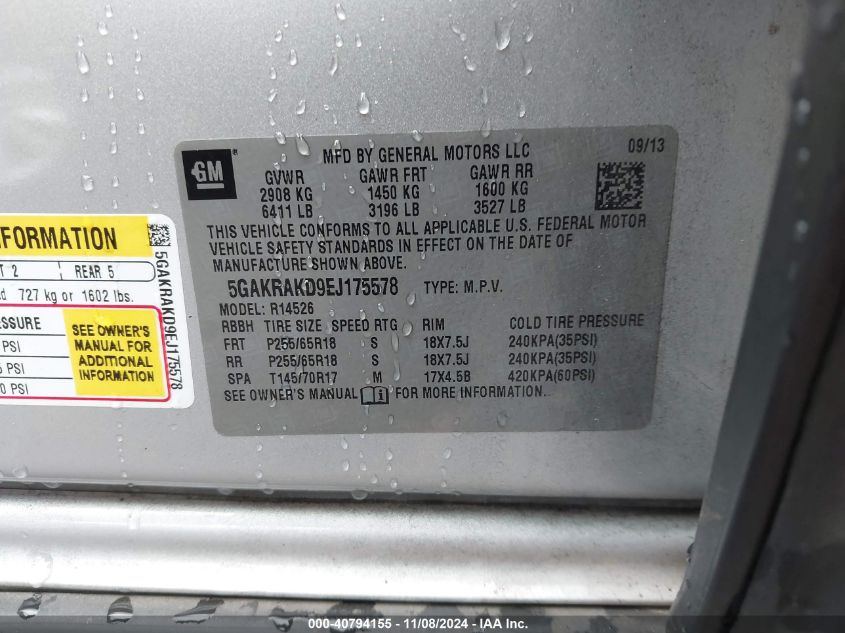 GM
MFD BY GENERAL MOTORS LLC
09/13
GVWR GAWR FRT GAWR RR
2908 KG 1450 KG 1600 KG
6411 LB 3196 LB 3527 LB
THIS VEHICLE CONFORMS TO ALL APPLICABLE U.S. FEDERAL MOTOR
VEHICLE SAFETY STANDARDS IN EFFECT ON THE DATE OF
MANUFACTURE SHOWN ABOVE.
5GAKRAKD9EJ175578 TYPE: M.P.V.
MODEL: R14526
RBBH TIRE SIZE SPEED RTG RIM COLD TIRE PRESSURE
FRT P255/65R18 S 18X7.5J 240KPA(35PSI)
RR P255/65R18 S 18X7.5J 240KPA(35PSI)
SPA T145/70R17 M 17X4.5B 420KPA(60PSI)
SEE OWNER'S MANUAL FOR MORE INFORMATION.
NFORMATION
2 REAR 5
727 kg or 1602 lbs.
SSURE
PSI
PSI
0 PSI
SEE OWNER'S
MANUAL FOR
ADDITIONAL
INFORMATION
5GAKRAKD9EJ175578
000-40794155 - 11/08/2024 - IAAI.com